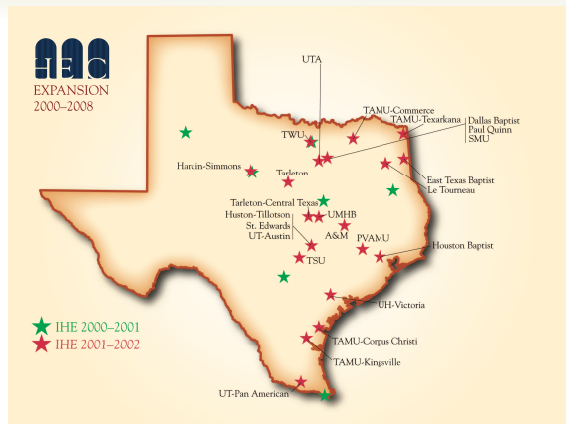 HEC
EXPANSION
2000–2008
UTA
TAMU-Commerce
TAMU-Texarkana
Dallas Baptist
Paul Quinn
SMU
TWU
Hardin-Simmons
Tarleton
East Texas Baptist
Le Tourneau
Tarleton-Central Texas
Huston-Tillotson
UMHB
St. Edwards
UT-Austin
A&M
PVAMU
Houston Baptist
TSU
UH-Victoria
IHE 2000–2001
IHE 2001–2002
TAMU-Corpus Christi
TAMU-Kingsville
UT-Pan American